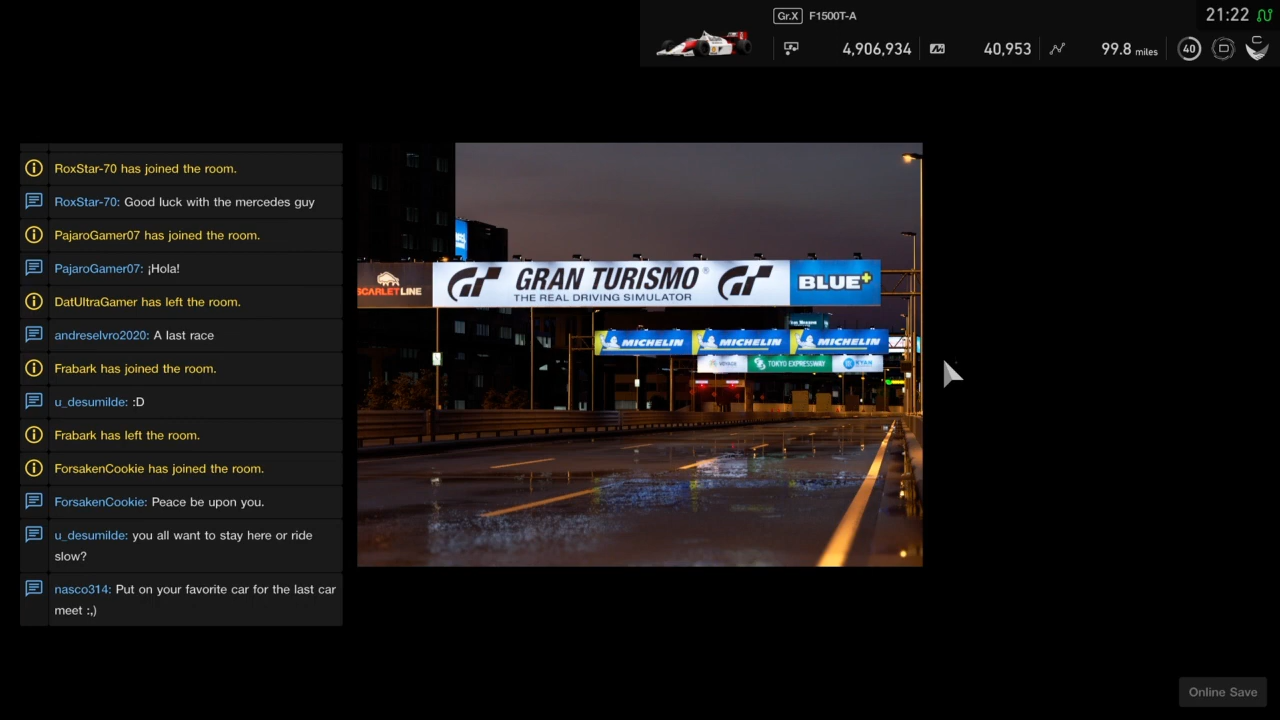 Gr.X F1500T-A
21:22
4,906,934
40,953
99.8 miles
40
C
RoxStar-70 has joined the room.
RoxStar-70: Good luck with the mercedes guy
PajaroGamer07 has joined the room.
PajaroGamer07: ¡Hola!
DatUltraGamer has left the room.
andreselvro2020: A last race
Frabark has joined the room.
u_desumilde: :D
Frabark has left the room.
ForsakenCookie has joined the room.
ForsakenCookie: Peace be upon you.
u_desumilde: you all want to stay here or ride
slow?
nasco314: Put on your favorite car for the last car
meet :,)
SCARLETLINE
GT GRAN TURISMO® GT
THE REAL DRIVING SIMULATOR
BLUE+
MICHELIN MICHELIN MICHELIN
TOKYO EXPRESSWAY
Online Save